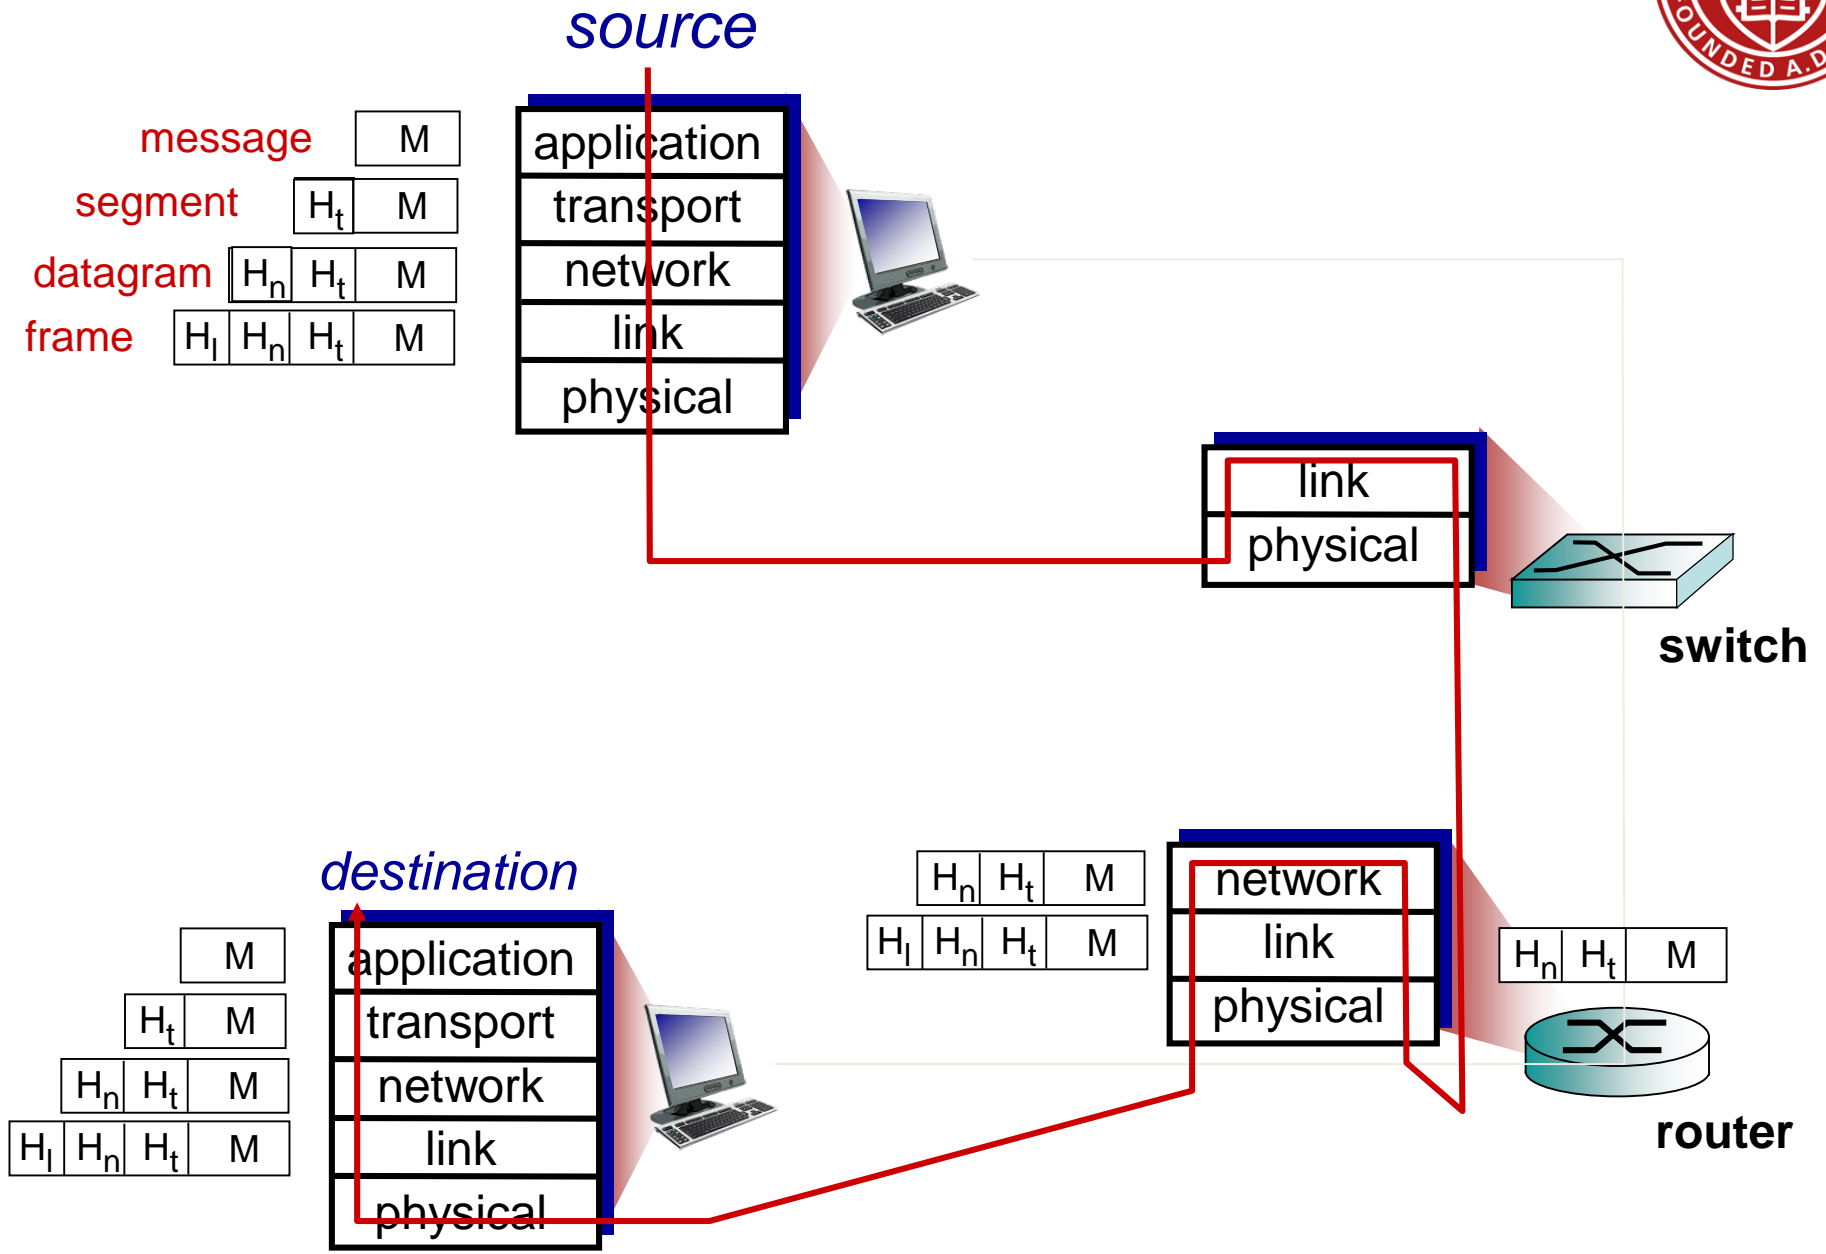 source
message M
segment Ht M
datagram Hn Ht M
frame Hl Hn Ht M
application
transport
network
link
physical
link
physical
switch
destination
M
Ht M
Hn Ht M
Hl Hn Ht M
application
transport
network
link
physical
Hn Ht M
Hl Hn Ht M
network
link
physical
Hn Ht M
router